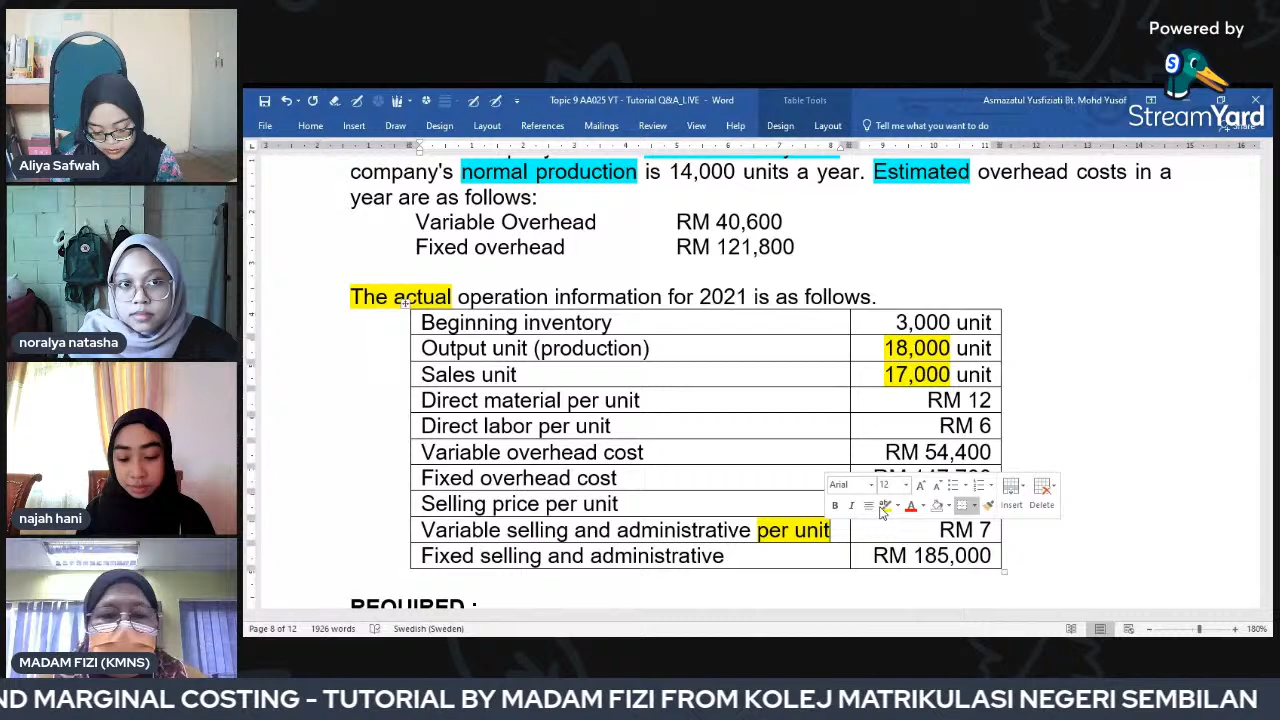 Powered by
StreamYard
Aliya Safwah
noralya natasha
najah hani
MADAM FIZI (KMNS)
Topic 9 AA025 YT - Tutorial Q&A_LIVE - Word
Table Tools
Asmazatul Yusfiziati Bt. Mohd Yusof
File Home Insert Draw Design Layout References Mailings Review View Help Design Layout Tell me what you want to do
Share
company's normal production is 14,000 units a year. Estimated overhead costs in a
year are as follows:
Variable Overhead RM 40,600
Fixed overhead RM 121,800
The actual operation information for 2021 is as follows.
Beginning inventory 3,000 unit
Output unit (production) 18,000 unit
Sales unit 17,000 unit
Direct material per unit RM 12
Direct labor per unit RM 6
Variable overhead cost RM 54,400
Fixed overhead cost
Selling price per unit
Arial 12
Insert Delete
Variable selling and administrative per unit RM 7
Fixed selling and administrative RM 185,000
REQUIRED :
Page 8 of 12 1926 words Swedish (Sweden) 180%
ND MARGINAL COSTING - TUTORIAL BY MADAM FIZI FROM KOLEJ MATRIKULASI NEGERI SEMBILAN